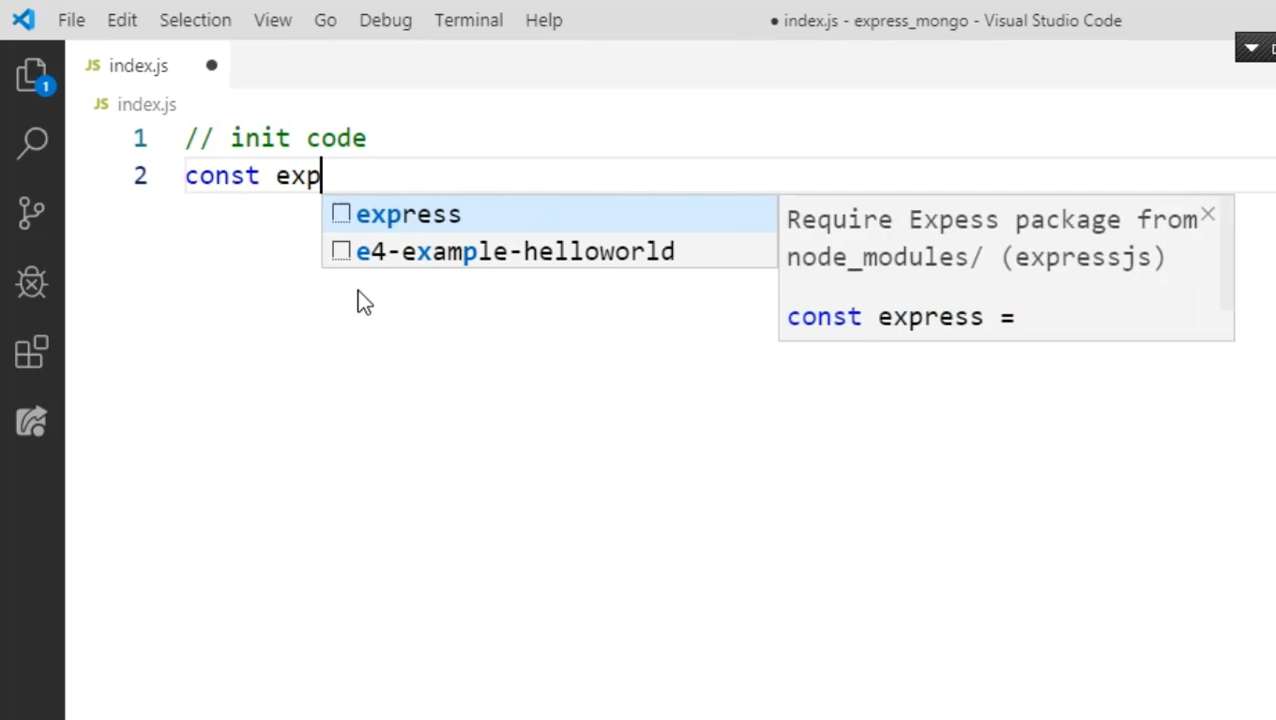 File Edit Selection View Go Debug Terminal Help ● index.js - express_mongo - Visual Studio Code
JS index.js ●
1
JS index.js
1 // init code
2 const exp
express
e4-example-helloworld
Require Expess package from
node_modules/ (expressjs)
const express =